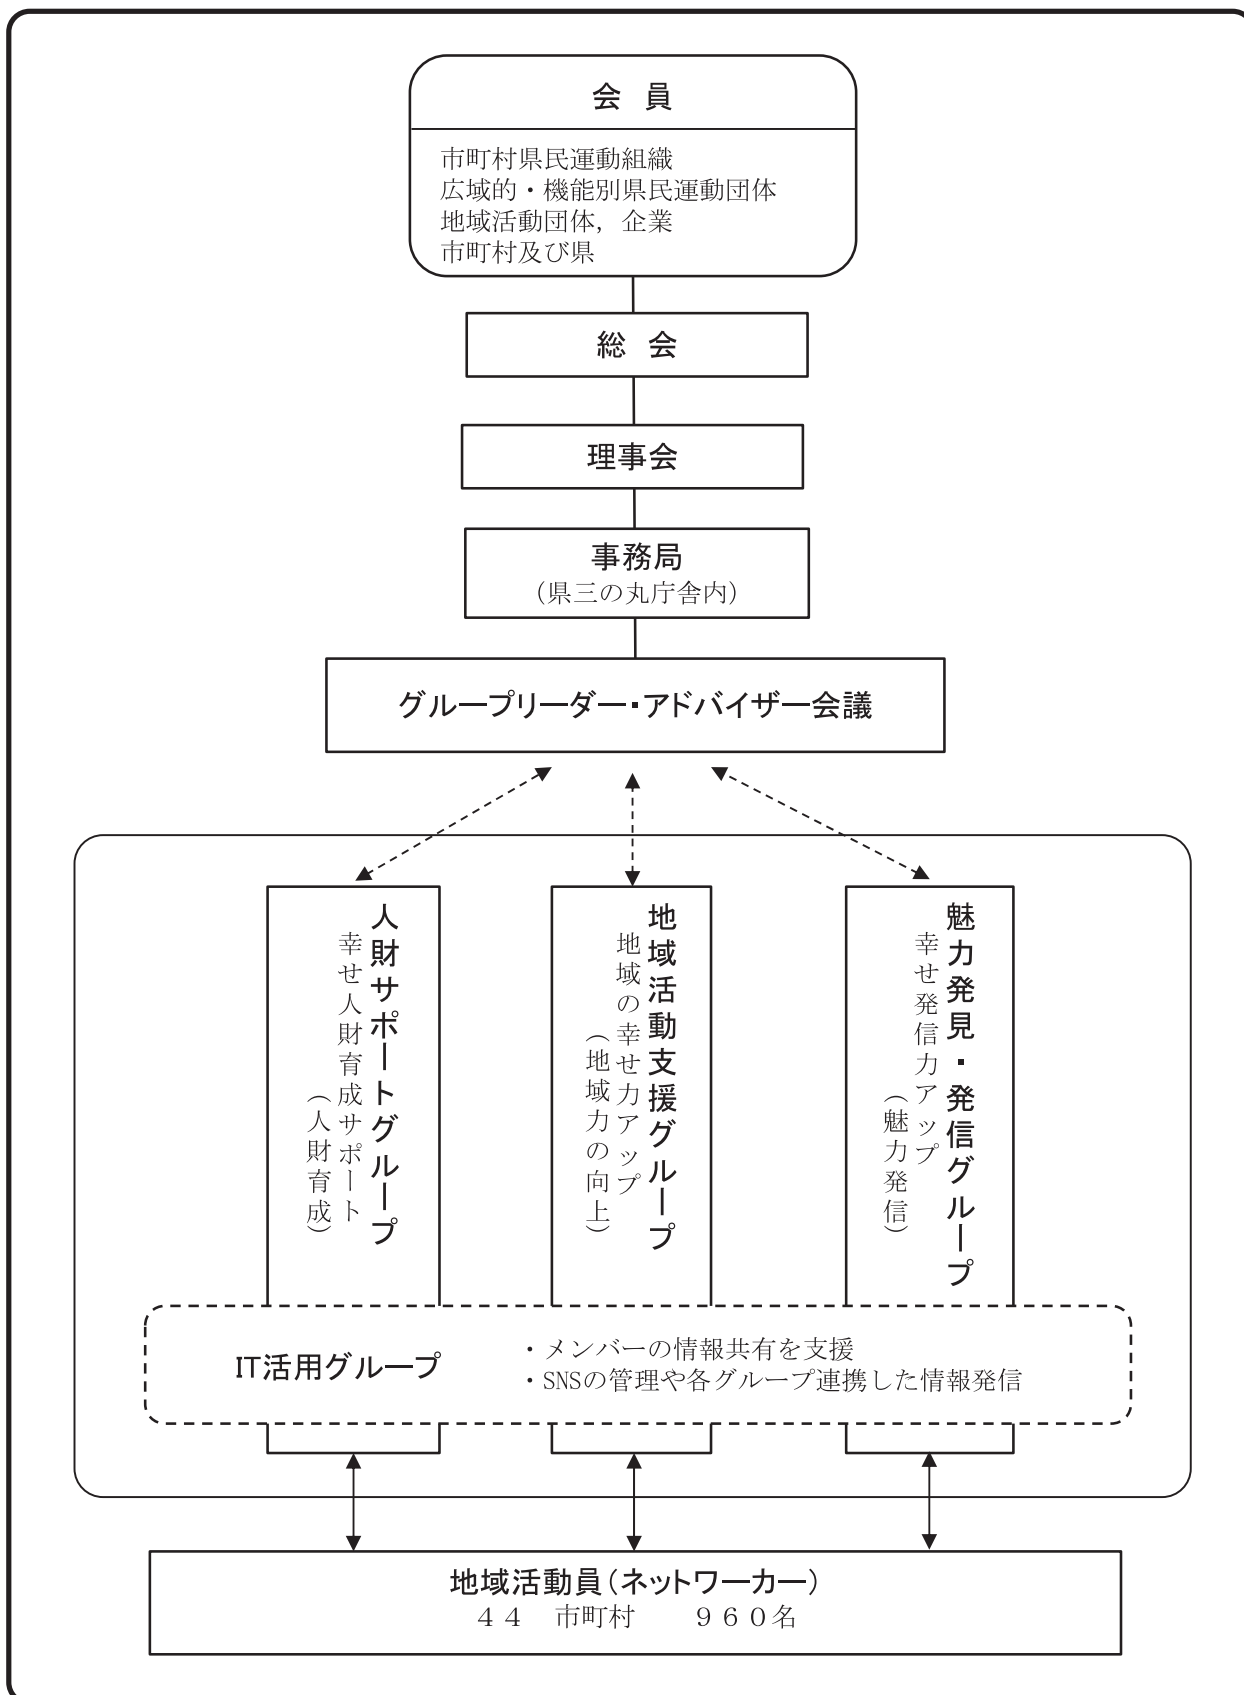 会 員
市町村県民運動組織
広域的・機能別県民運動団体
地域活動団体，企業
市町村及び県
総 会
理事会
事務局
（県三の丸庁舎内）
グループリーダー・アドバイザー会議
人財サポートグループ
幸せ人財育成サポート
（人財育成）
地域活動支援グループ
地域の幸せ力アップ
（地域力の向上）
魅力発見・発信グループ
幸せ発信力アップ
（魅力発信）
IT活用グループ
・メンバーの情報共有を支援
・SNSの管理や各グループ連携した情報発信
地域活動員（ネットワーカー）
４４ 市町村 ９６０名